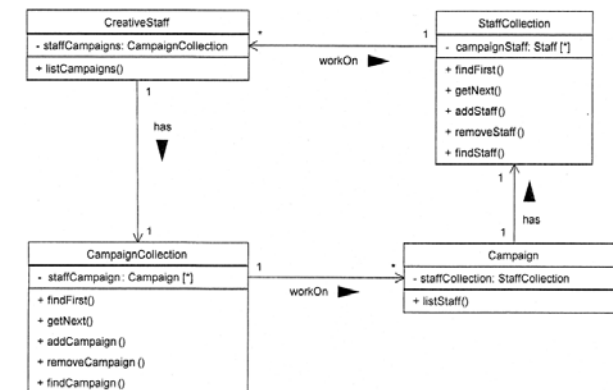 CreativeStaff
- staffCampaigns: CampaignCollection
+ listCampaigns()
StaffCollection
- campaignStaff: Staff [*]
+ findFirst()
+ getNext()
+ addStaff()
+ removeStaff()
+ findStaff()
*
1
workOn
1
has
1
1
has
1
CampaignCollection
- staffCampaign: Campaign [*]
+ findFirst()
+ getNext()
+ addCampaign ()
+ removeCampaign ()
+ findCampaign ()
1
*
workOn
Campaign
- staffCollection: StaffCollection
+ listStaff()